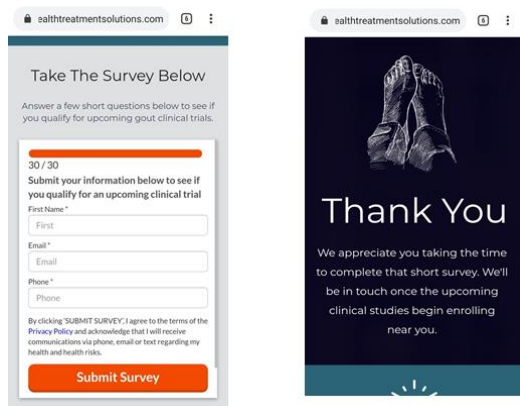 ealthtreatmentsolutions.com 6
Take The Survey Below
Answer a few short questions below to see if
you qualify for upcoming gout clinical trials.
30 / 30
Submit your information below to see if
you qualify for an upcoming clinical trial
First Name *
First
Email *
Email
Phone *
Phone
By clicking 'SUBMIT SURVEY', I agree to the terms of the
Privacy Policy and acknowledge that I will receive
communications via phone, email or text regarding my
health and health risks.
Submit Survey
ealthtreatmentsolutions.com 6
Thank You
We appreciate you taking the time
to complete that short survey. We'll
be in touch once the upcoming
clinical studies begin enrolling
near you.